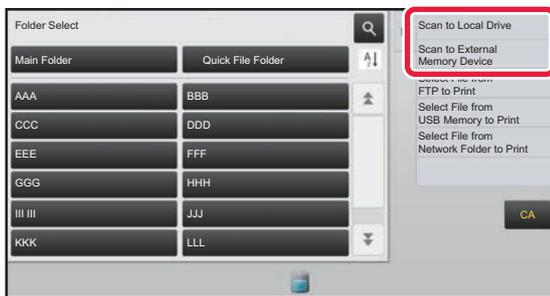 Folder Select
Main Folder
Quick File Folder
A
Z
AAA
BBB
CCC
DDD
EEE
FFF
GGG
HHH
III III
JJJ
KKK
LLL
Scan to Local Drive
Scan to External
Memory Device
Select File from
FTP to Print
Select File from
USB Memory to Print
Select File from
Network Folder to Print
CA